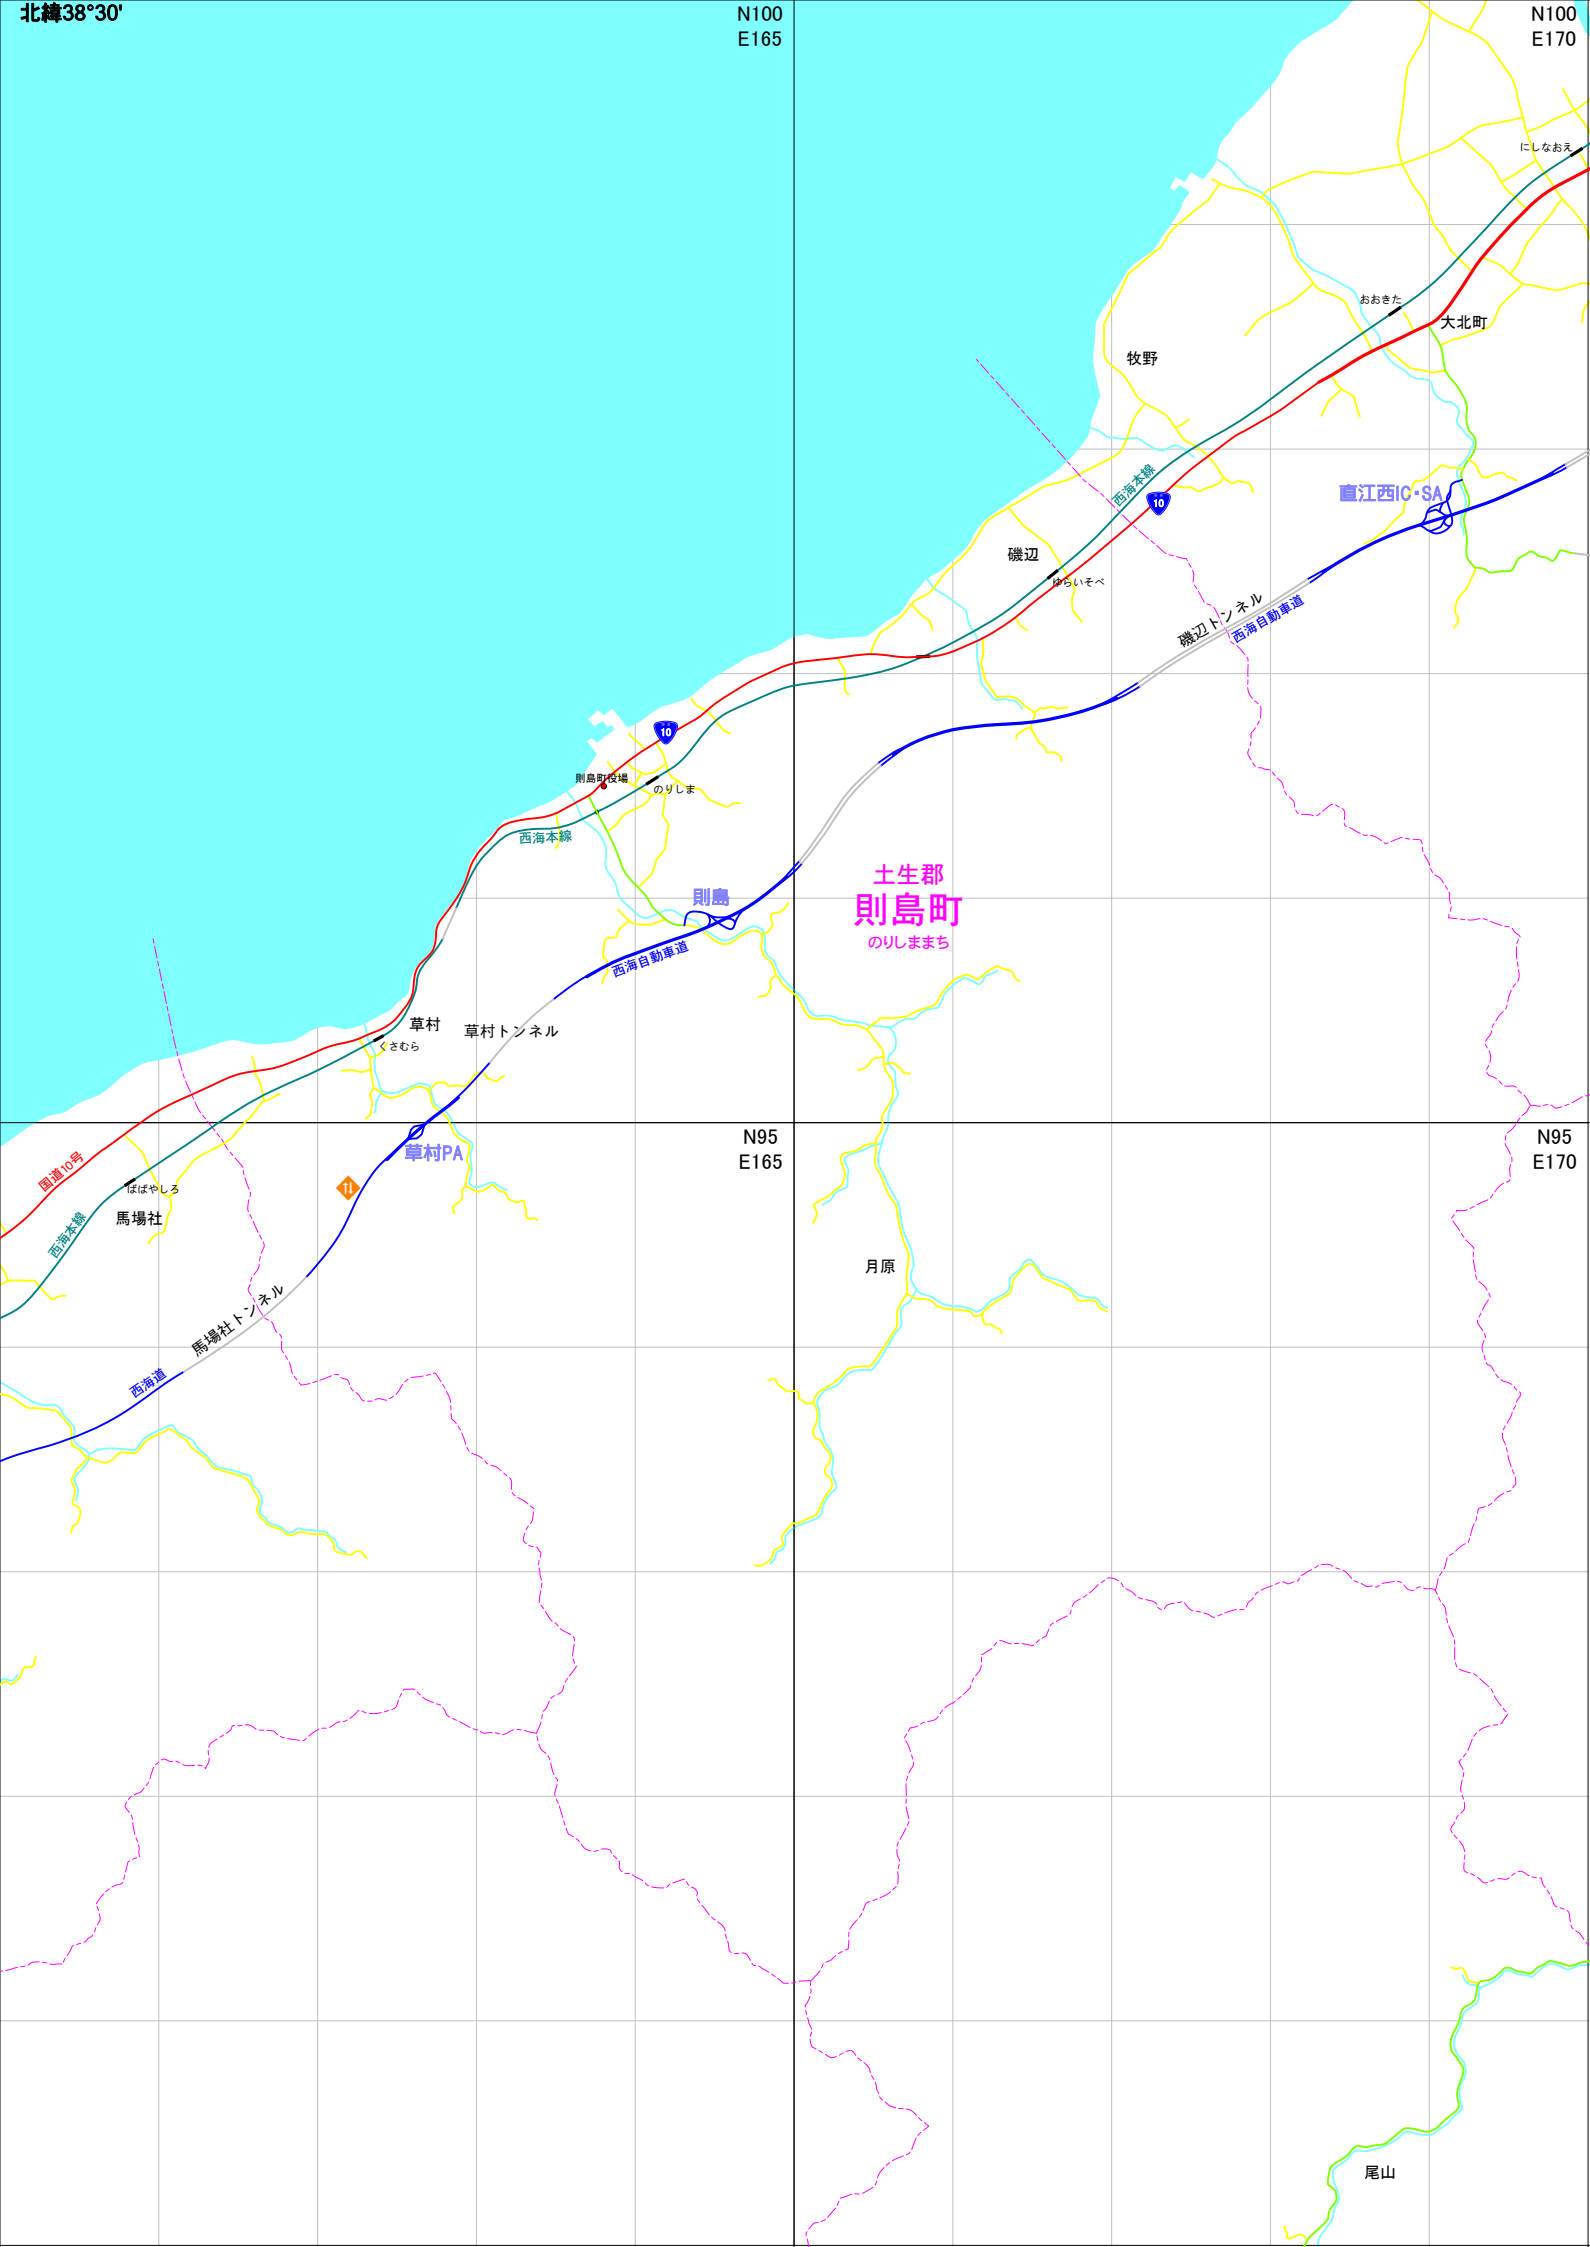 北緯38°30'
N100
E165
N100
E170
にしなおえ
おおきた
大北町
牧野
西海本線
10
直江西IC・SA
磯辺
ゆらいそべ
磯辺トンネル
西海自動車道
10
則島町役場
のりしま
西海本線
則島
土生郡
則島町
のりしままち
西海自動車道
草村
草村トンネル
くさむら
N95
E165
N95
E170
草村PA
国道10号
ばばやしろ
馬場社
西海本線
月原
馬場社トンネル
西海道
尾山